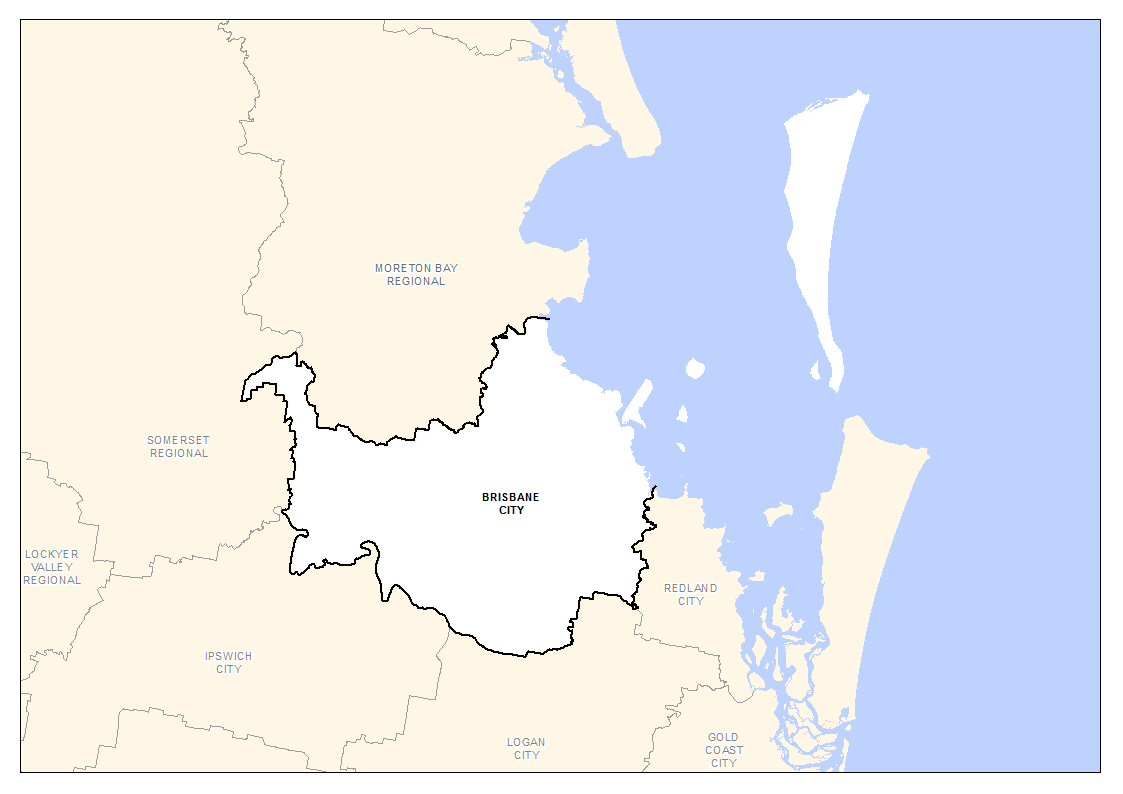 MORETON BAY
REGIONAL
SOMERSET
REGIONAL
BRISBANE
CITY
LOCKYER
VALLEY
REGIONAL
REDLAND
CITY
IPSWICH
CITY
LOGAN
CITY
GOLD
COAST
CITY